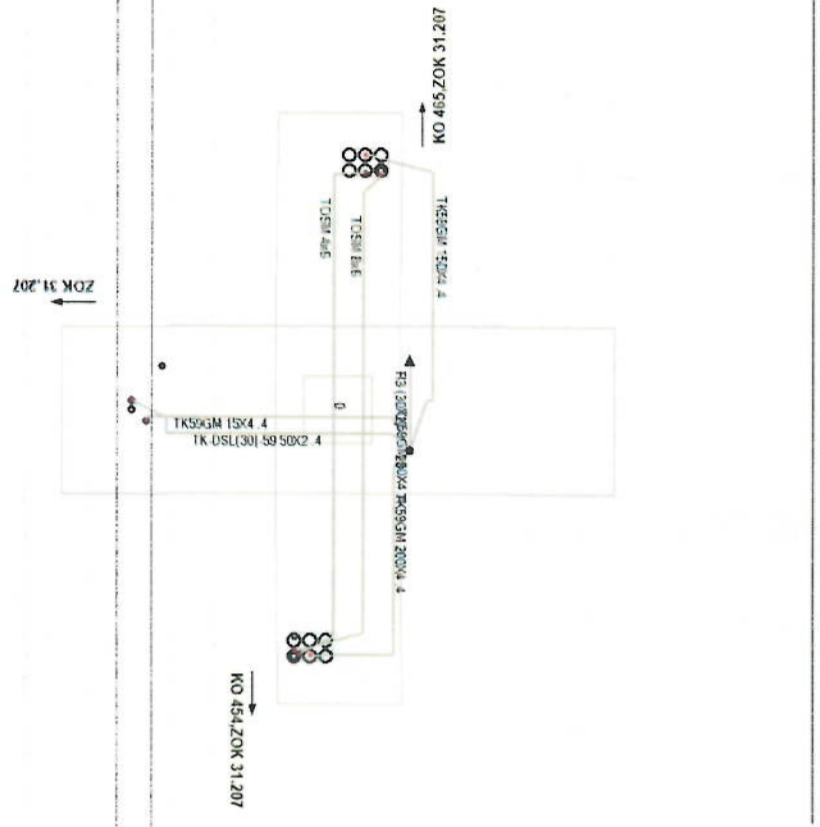 KO 465,ZOK 31.207
TK59GM 150X4 .4
TOSM 4x6
TOSM 8x6
ZOK 31.207
0
TK59GM 15X4 .4
TK-DSL(30)-59 50X2 .4
TK59GM 200X4 .4
KO 454,ZOK 31.207